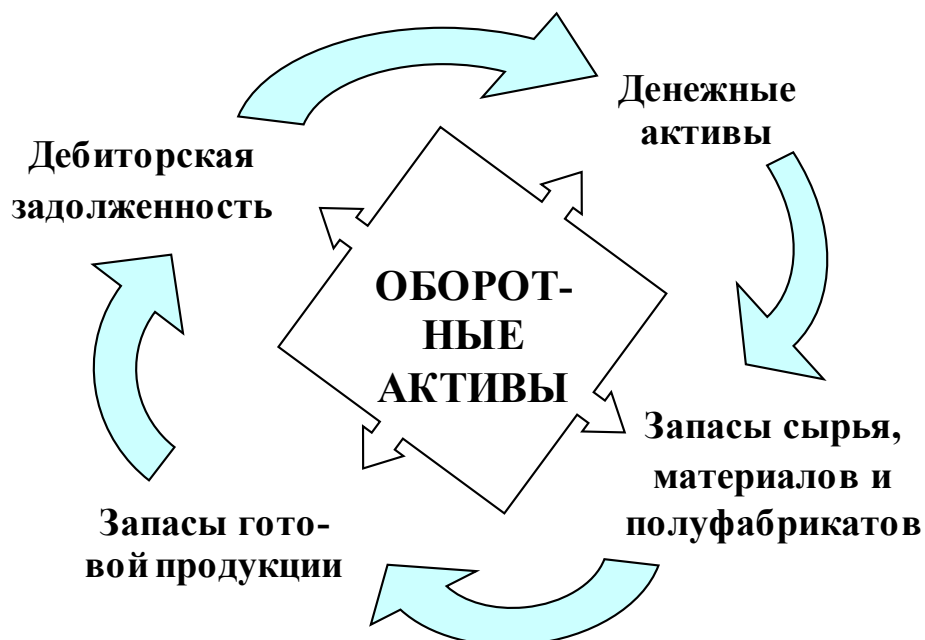 Денежные
активы
Дебиторская
задолженность
ОБОРОТ-
НЫЕ
АКТИВЫ
Запасы сырья,
материалов и
полуфабрикатов
Запасы гото-
вой продукции